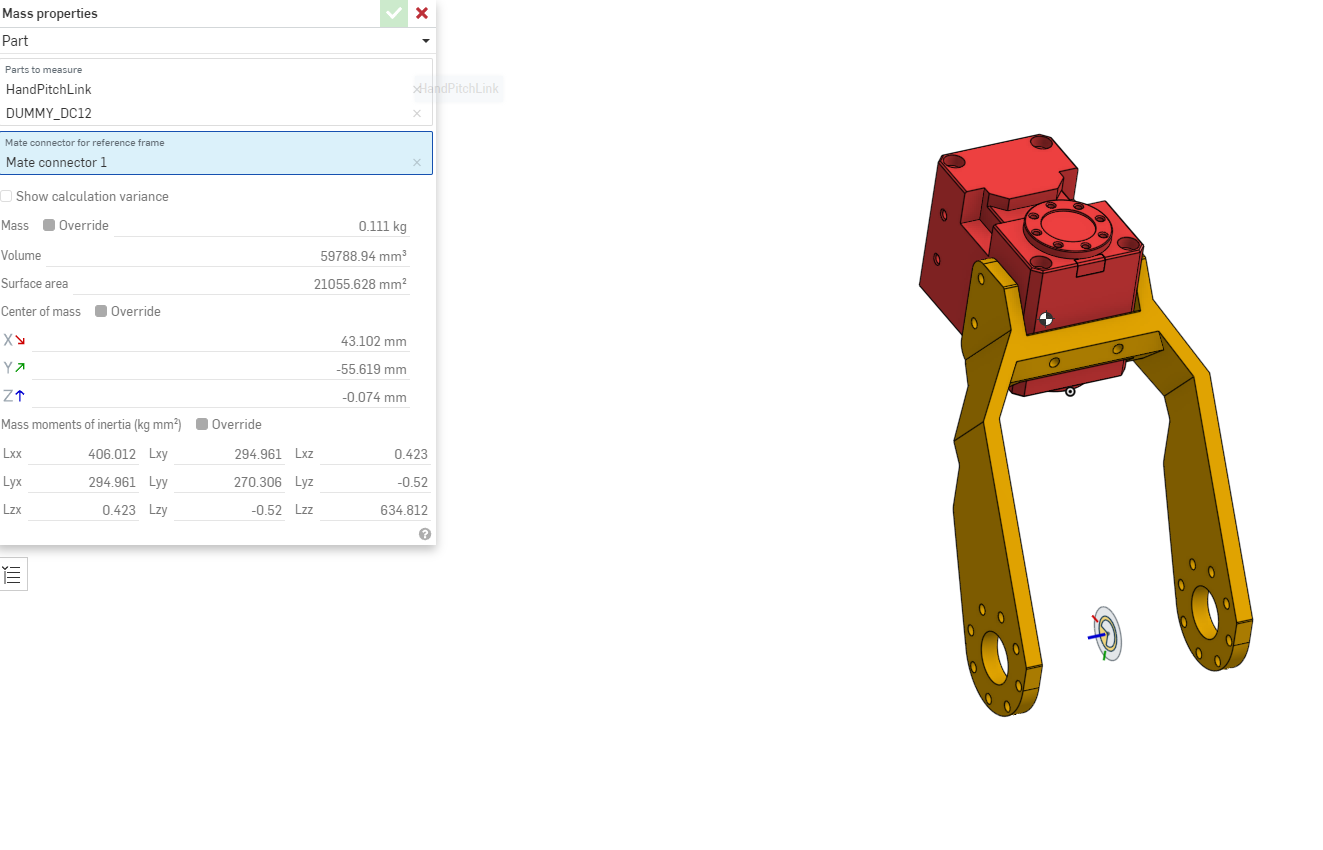 Mass properties
Part
Parts to measure
HandPitchLink
HandPitchLink
DUMMY_DC12
Mate connector for reference frame
Mate connector 1
Show calculation variance
Mass Override 0.111 kg
Volume 59788.94 mm³
Surface area 21055.628 mm²
Center of mass Override
X 43.102 mm
Y -55.619 mm
Z -0.074 mm
Mass moments of inertia (kg mm²) Override
Lxx 406.012 Lxy 294.961 Lxz 0.423
Lyx 294.961 Lyy 270.306 Lyz -0.52
Lzx 0.423 Lzy -0.52 Lzz 634.812
?